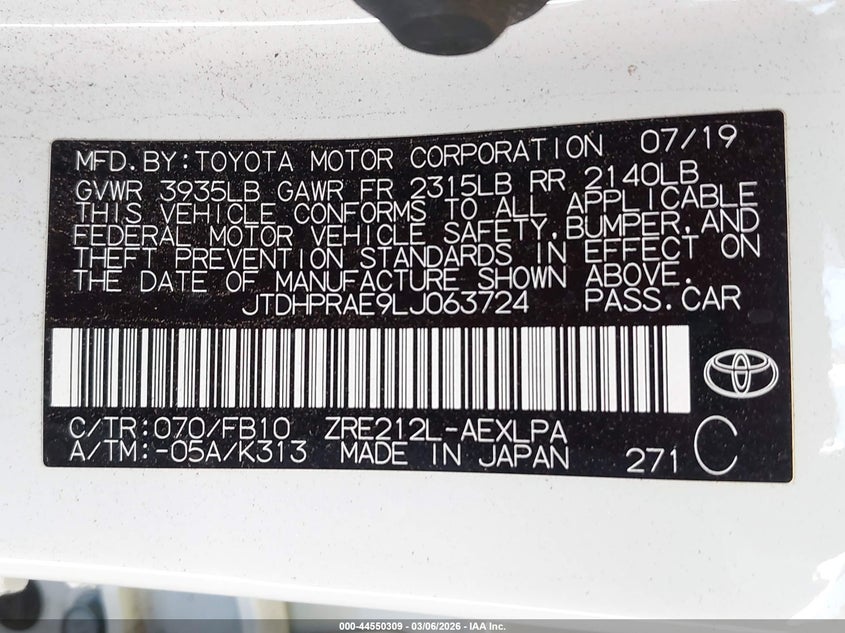 MFD.BY:TOYOTA MOTOR CORPORATION 07/19
GVWR 3935LB GAWR FR 2315LB RR 2140LB
THIS VEHICLE CONFORMS TO ALL APPLICABLE
FEDERAL MOTOR VEHICLE SAFETY,BUMPER,AND
THEFT PREVENTION STANDARDS IN EFFECT ON
THE DATE OF MANUFACTURE SHOWN ABOVE.
JTDHPRAE9LJ063724 PASS.CAR
C/TR:070/FB10 ZRE212L-AEXLPA
A/TM:-05A/K313 MADE IN JAPAN 271 C
000-44550309 - 03/06/2026 - IAA Inc.